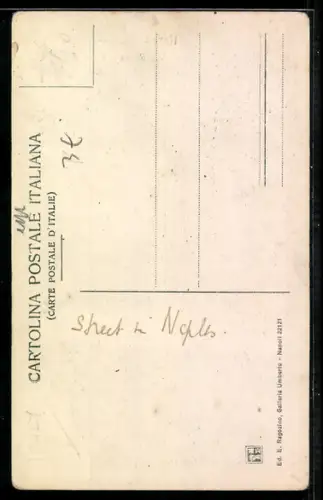 CARTOLINA POSTALE ITALIANA
(CARTE POSTALE D'ITALIE)
3€
Street in Naples.
Ed. E. Ragozino, Galleria Umberto - Napoli 22121